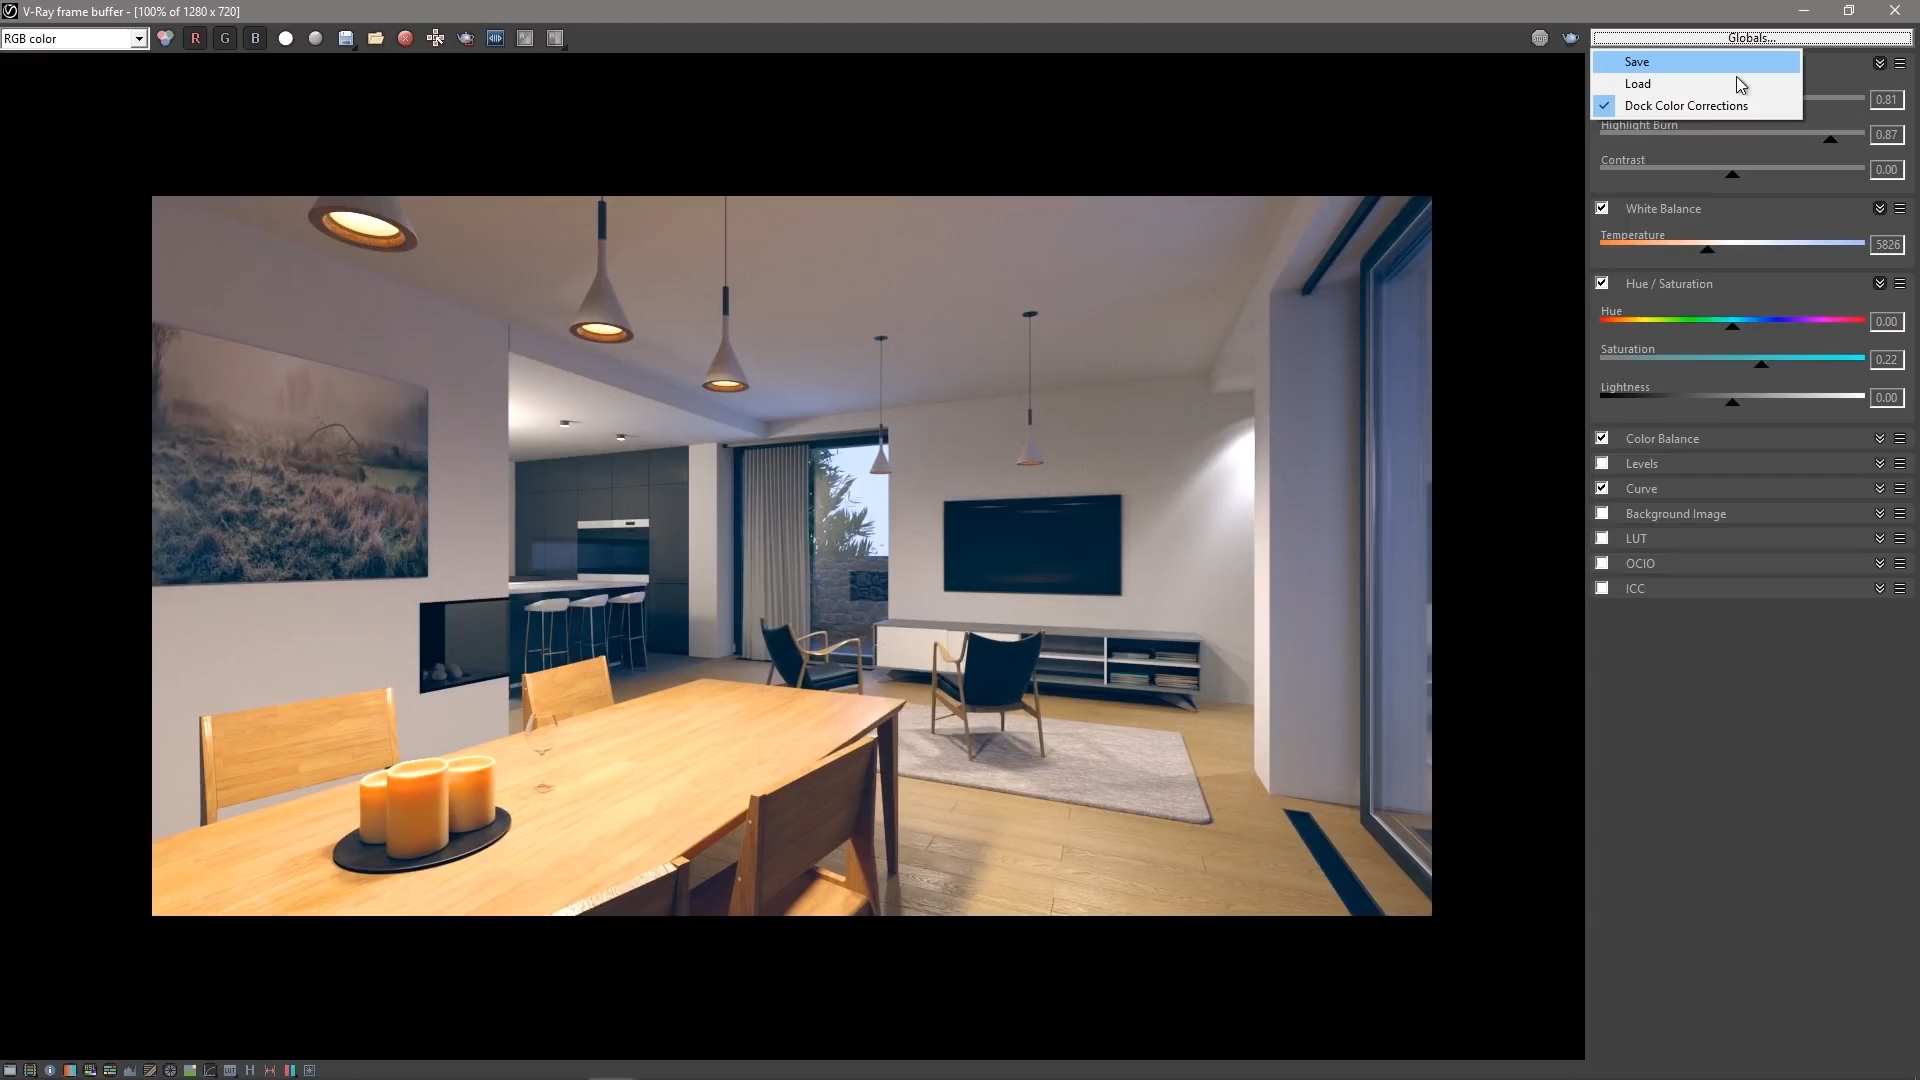 V-Ray frame buffer - [100% of 1280 x 720]
RGB color
R G B
Globals...
Save
Load
Dock Color Corrections
0.81
Highlight Burn
0.87
Contrast
0.00
White Balance
Temperature
5826
Hue / Saturation
Hue
0.00
Saturation
0.22
Lightness
0.00
Color Balance
Levels
Curve
Background Image
LUT
OCIO
ICC
H